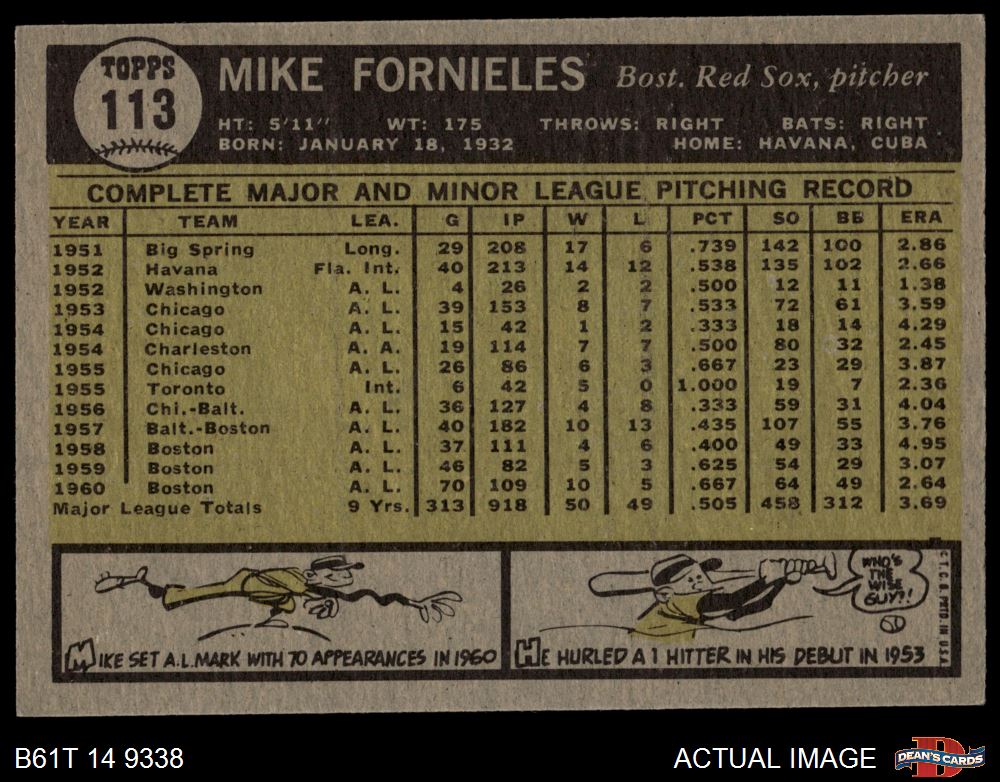 TOPPS
113
MIKE FORNIELES Bost. Red Sox, pitcher
HT: 5'11" WT: 175 THROWS: RIGHT BATS: RIGHT
BORN: JANUARY 18, 1932 HOME: HAVANA, CUBA
COMPLETE MAJOR AND MINOR LEAGUE PITCHING RECORD
YEAR TEAM LEA. G IP W L PCT SO BB ERA
1951 Big Spring Long. 29 208 17 6 .739 142 100 2.86
1952 Havana Fla. Int. 40 213 14 12 .538 135 102 2.66
1952 Washington A. L. 4 26 2 2 .500 12 11 1.38
1953 Chicago A. L. 39 153 8 7 .533 72 61 3.59
1954 Chicago A. L. 15 42 1 2 .333 18 14 4.29
1954 Charleston A. A. 19 114 7 7 .500 80 32 2.45
1955 Chicago A. L. 26 86 6 3 .667 23 29 3.87
1955 Toronto Int. 6 42 5 0 1.000 19 7 2.36
1956 Chi.-Balt. A. L. 36 127 4 8 .333 59 31 4.04
1957 Balt.-Boston A. L. 40 182 10 13 .435 107 55 3.76
1958 Boston A. L. 37 111 4 6 .400 49 33 4.95
1959 Boston A. L. 46 82 5 3 .625 54 29 3.07
1960 Boston A. L. 70 109 10 5 .667 64 49 2.64
Major League Totals 9 Yrs. 313 918 50 49 .505 458 312 3.69
MIKE SET A.L. MARK WITH 70 APPEARANCES IN 1960
WHO'S
THE
WISE
GUY?!
HE HURLED A 1 HITTER IN HIS DEBUT IN 1953
© T. C. G. PRTD. IN U.S.A.
B61T 14 9338
ACTUAL IMAGE
D
DEAN'S CARDS